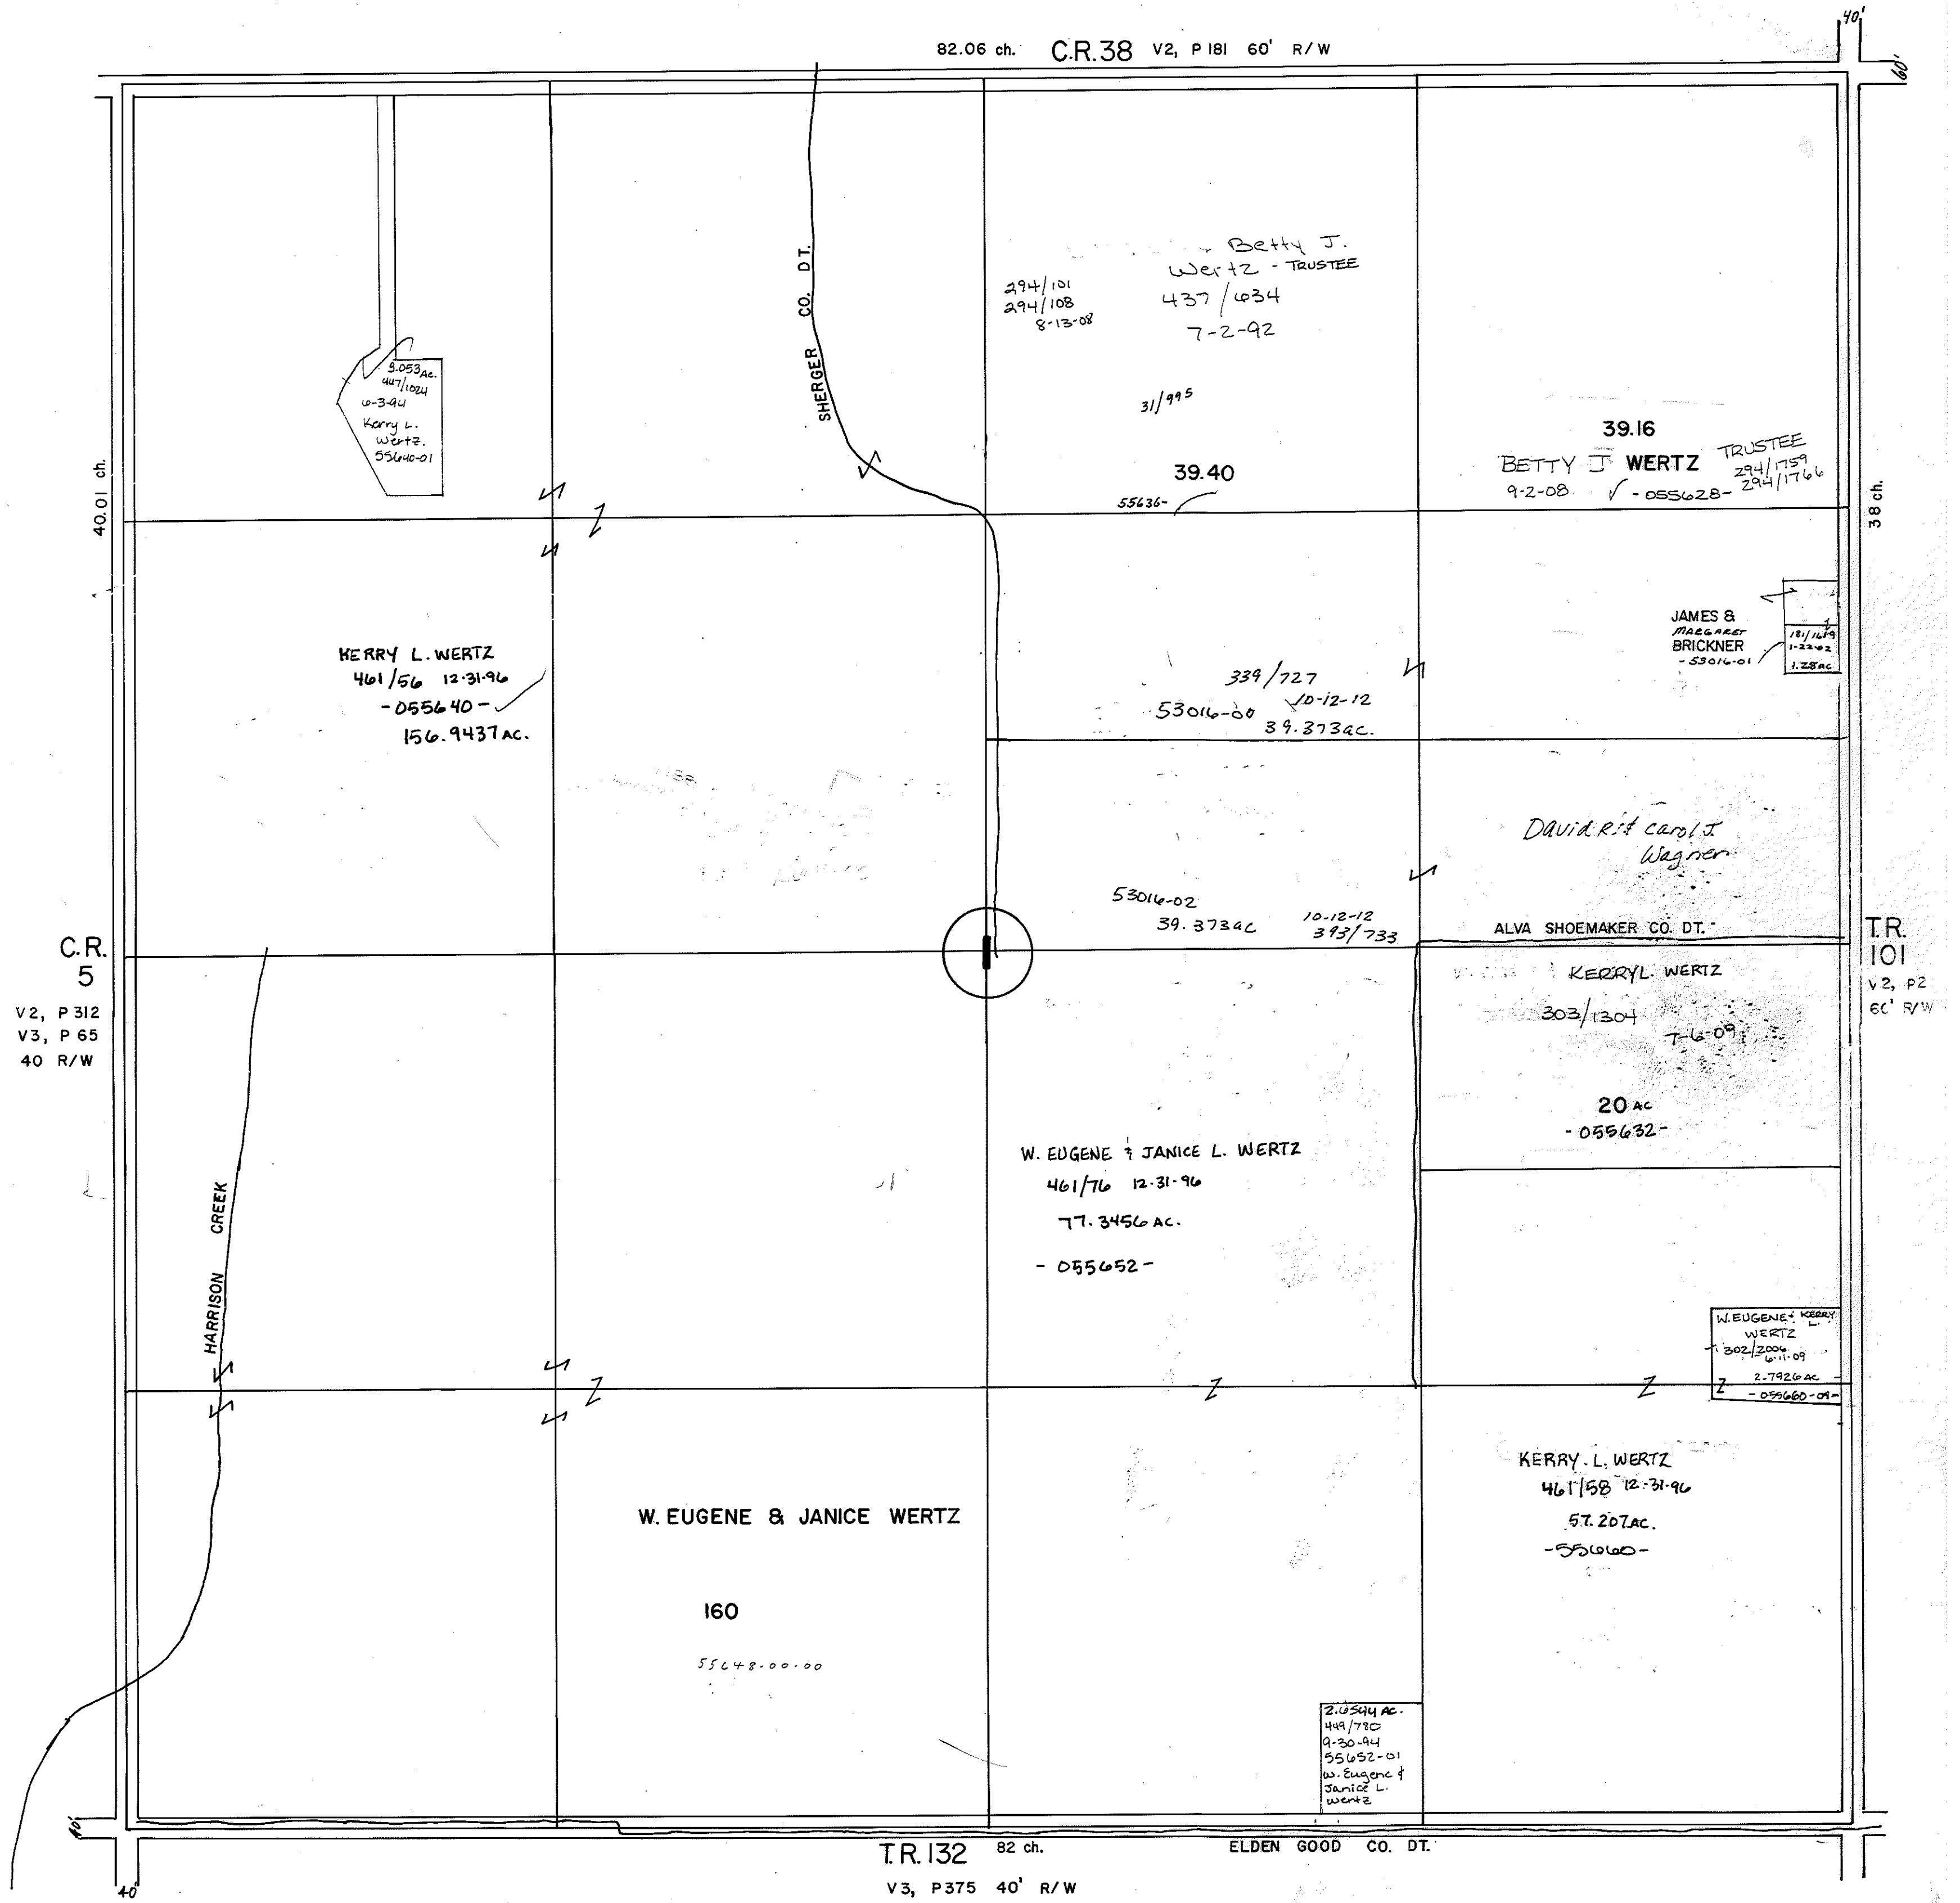 40'
82.06 ch. C.R.38 V2, P 181 60' R/W
60'
Betty J.
Wertz - TRUSTEE
437/634
7-2-92
294/101
294/108
8-13-08
SHERGER CO. DT.
3.053 Ac.
447/1024
6-3-94
Kerry L.
Wertz.
55640-01
31/995
39.40
55636-
39.16
BETTY J WERTZ TRUSTEE
294/1759
294/1766
9-2-08 ✓ -055628-
40.01 ch.
38 ch.
KERRY L. WERTZ
461/56 12-31-96
-055640-
156.9437 AC.
JAMES &
MARGARET
BRICKNER
-53016-01
181/1619
1-22-02
1.28 AC
339/727
10-12-12
53016-00
39.373ac.
David R. & Carol J.
Wagner
53016-02
39.373ac
10-12-12
393/733
ALVA SHOEMAKER CO. DT.
C.R.
5
V2, P 312
V3, P 65
40 R/W
T.R.
101
V2, P2
60' R/W
KERRY L. WERTZ
303/1304
7-6-09
20 AC
-055632-
W. EUGENE & JANICE L. WERTZ
461/76 12-31-96
77.3456 AC.
- 055652 -
HARRISON CREEK
W. EUGENE & KERRY L.
WERTZ
302/2006
6-11-09
2.7926 AC
-055660-09-
KERRY L. WERTZ
461/58 12-31-96
57.207 AC.
-55660-
W. EUGENE & JANICE WERTZ
160
55648-00-00
2.6544 AC.
449/780
9-30-94
55652-01
W. Eugene &
Janice L.
Wertz
40'
T.R.132 82 ch. ELDEN GOOD CO. DT.
V3, P375 40' R/W
40'